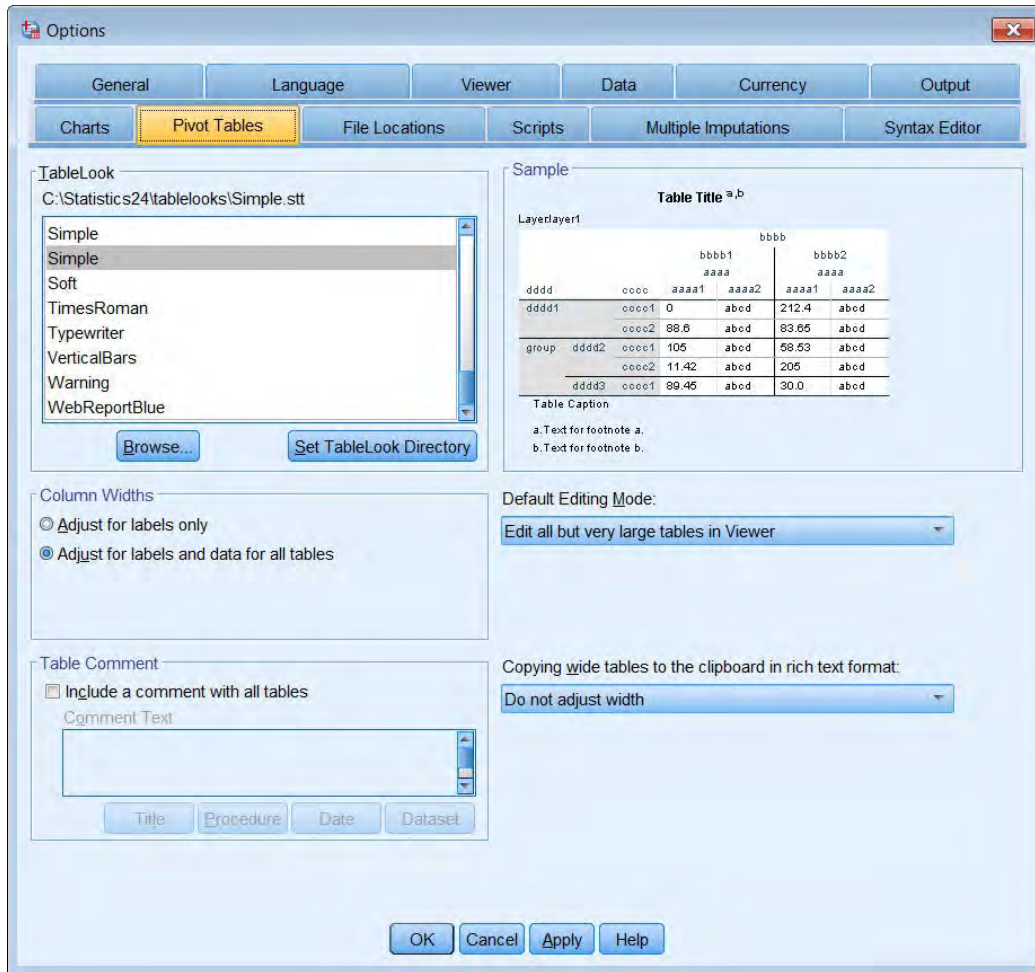 Options
General Language Viewer Data Currency Output
Charts Pivot Tables File Locations Scripts Multiple Imputations Syntax Editor
TableLook
C:\Statistics24\tablelooks\Simple.stt
Simple
Simple
Soft
TimesRoman
Typewriter
VerticalBars
Warning
WebReportBlue
Browse...
Set TableLook Directory
Sample
Table Title a,b
Layerlayer1
bbbb
bbbb1 bbbb2
aaaa aaaa
dddd cccc aaaa1 aaaa2 aaaa1 aaaa2
dddd1 cccc1 0 abcd 212.4 abcd
cccc2 88.6 abcd 83.65 abcd
group dddd2 cccc1 105 abcd 58.53 abcd
cccc2 11.42 abcd 205 abcd
dddd3 cccc1 89.45 abcd 30.0 abcd
Table Caption
a.Text for footnote a.
b.Text for footnote b.
Column Widths
Adjust for labels only
Adjust for labels and data for all tables
Default Editing Mode:
Edit all but very large tables in Viewer
Table Comment
Include a comment with all tables
Comment Text
Title Procedure Date Dataset
Copying wide tables to the clipboard in rich text format:
Do not adjust width
OK Cancel Apply Help